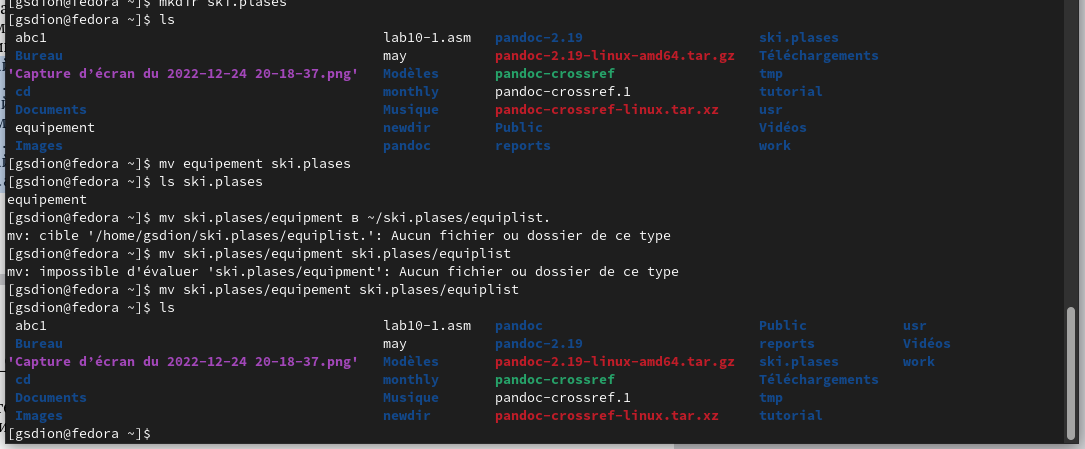 [gsdion@fedora ~]$ mkdir ski.plases
[gsdion@fedora ~]$ ls
abc1 lab10-1.asm pandoc-2.19 ski.plases
Bureau may pandoc-2.19-linux-amd64.tar.gz Téléchargements
'Capture d’écran du 2022-12-24 20-18-37.png' Modèles pandoc-crossref tmp
cd monthly pandoc-crossref.1 tutorial
Documents Musique pandoc-crossref-linux.tar.xz usr
equipement newdir Public Vidéos
Images pandoc reports work
[gsdion@fedora ~]$ mv equipement ski.plases
[gsdion@fedora ~]$ ls ski.plases
equipement
[gsdion@fedora ~]$ mv ski.plases/equipment в ~/ski.plases/equiplist.
mv: cible '/home/gsdion/ski.plases/equiplist.': Aucun fichier ou dossier de ce type
[gsdion@fedora ~]$ mv ski.plases/equipment ski.plases/equiplist
mv: impossible d'évaluer 'ski.plases/equipment': Aucun fichier ou dossier de ce type
[gsdion@fedora ~]$ mv ski.plases/equipement ski.plases/equiplist
[gsdion@fedora ~]$ ls
abc1 lab10-1.asm pandoc Public usr
Bureau may pandoc-2.19 reports Vidéos
'Capture d’écran du 2022-12-24 20-18-37.png' Modèles pandoc-2.19-linux-amd64.tar.gz ski.plases work
cd monthly pandoc-crossref Téléchargements
Documents Musique pandoc-crossref.1 tmp
Images newdir pandoc-crossref-linux.tar.xz tutorial
[gsdion@fedora ~]$